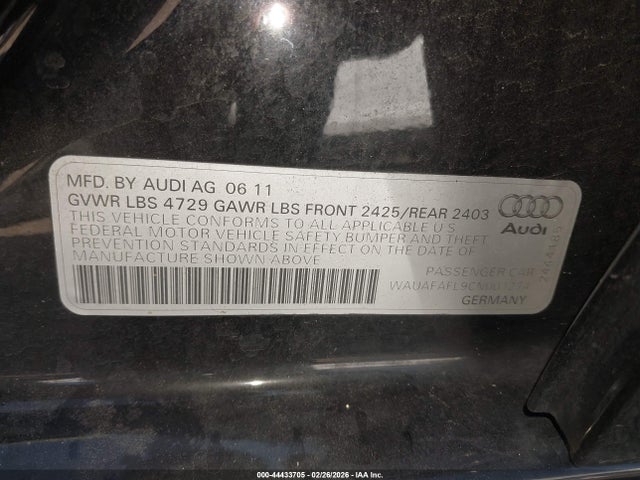 MFD. BY AUDI AG 06 11
GVWR LBS 4729 GAWR LBS FRONT 2425/REAR 2403
THIS VEHICLE CONFORMS TO ALL APPLICABLE U S
FEDERAL MOTOR VEHICLE SAFETY BUMPER AND THEFT
PREVENTION STANDARDS IN EFFECT ON THE DATE OF
MANUFACTURE SHOWN ABOVE
Audi
PASSENGER CAR
GERMANY
000-44433705 - 02/26/2026 - IAA Inc.